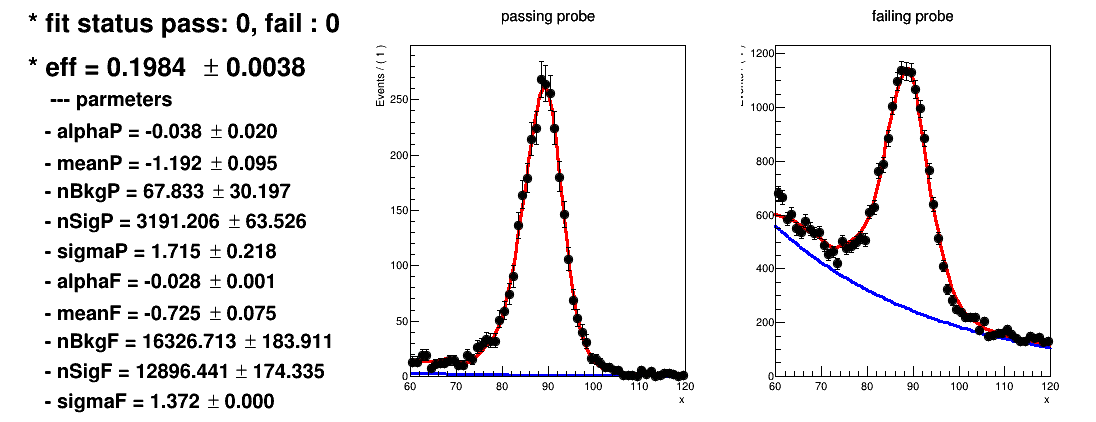 * fit status pass: 0, fail : 0
* eff = 0.1984 ± 0.0038
--- parmeters
- alphaP = -0.038 ± 0.020
- meanP = -1.192 ± 0.095
- nBkgP = 67.833 ± 30.197
- nSigP = 3191.206 ± 63.526
- sigmaP = 1.715 ± 0.218
- alphaF = -0.028 ± 0.001
- meanF = -0.725 ± 0.075
- nBkgF = 16326.713 ± 183.911
- nSigF = 12896.441 ± 174.335
- sigmaF = 1.372 ± 0.000
passing probe
Events / ( 1 )
250
200
150
100
50
0
60 70 80 90 100 110 120
x
failing probe
1200
1000
800
600
400
200
0
60 70 80 90 100 110 120
x